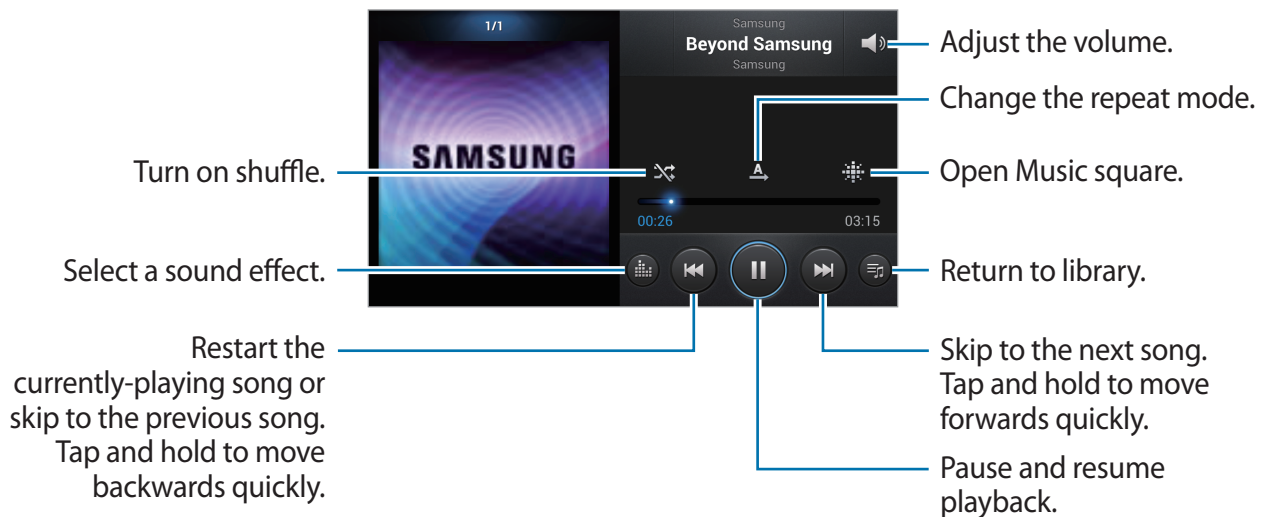 1/1
Samsung
Beyond Samsung
Samsung
Adjust the volume.
Change the repeat mode.
SAMSUNG
Turn on shuffle.
A
Open Music square.
00:26
03:15
Select a sound effect.
Return to library.
Restart the
currently-playing song or
skip to the previous song.
Tap and hold to move
backwards quickly.
Skip to the next song.
Tap and hold to move
forwards quickly.
Pause and resume
playback.